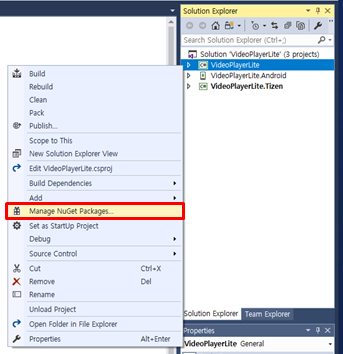 Solution Explorer
Search Solution Explorer (Ctrl+;)
Solution 'VideoPlayerLite' (3 projects)
VideoPlayerLite
VideoPlayerLite.Android
VideoPlayerLite.Tizen
Build
Rebuild
Clean
Pack
Publish...
Scope to This
New Solution Explorer View
Edit VideoPlayerLite.csproj
Build Dependencies
Add
Manage NuGet Packages...
Set as StartUp Project
Debug
Source Control
Cut Ctrl+X
Remove Del
Rename
Unload Project
Open Folder in File Explorer
Properties Alt+Enter
Solution Explorer Team Explorer
Properties
VideoPlayerLite General